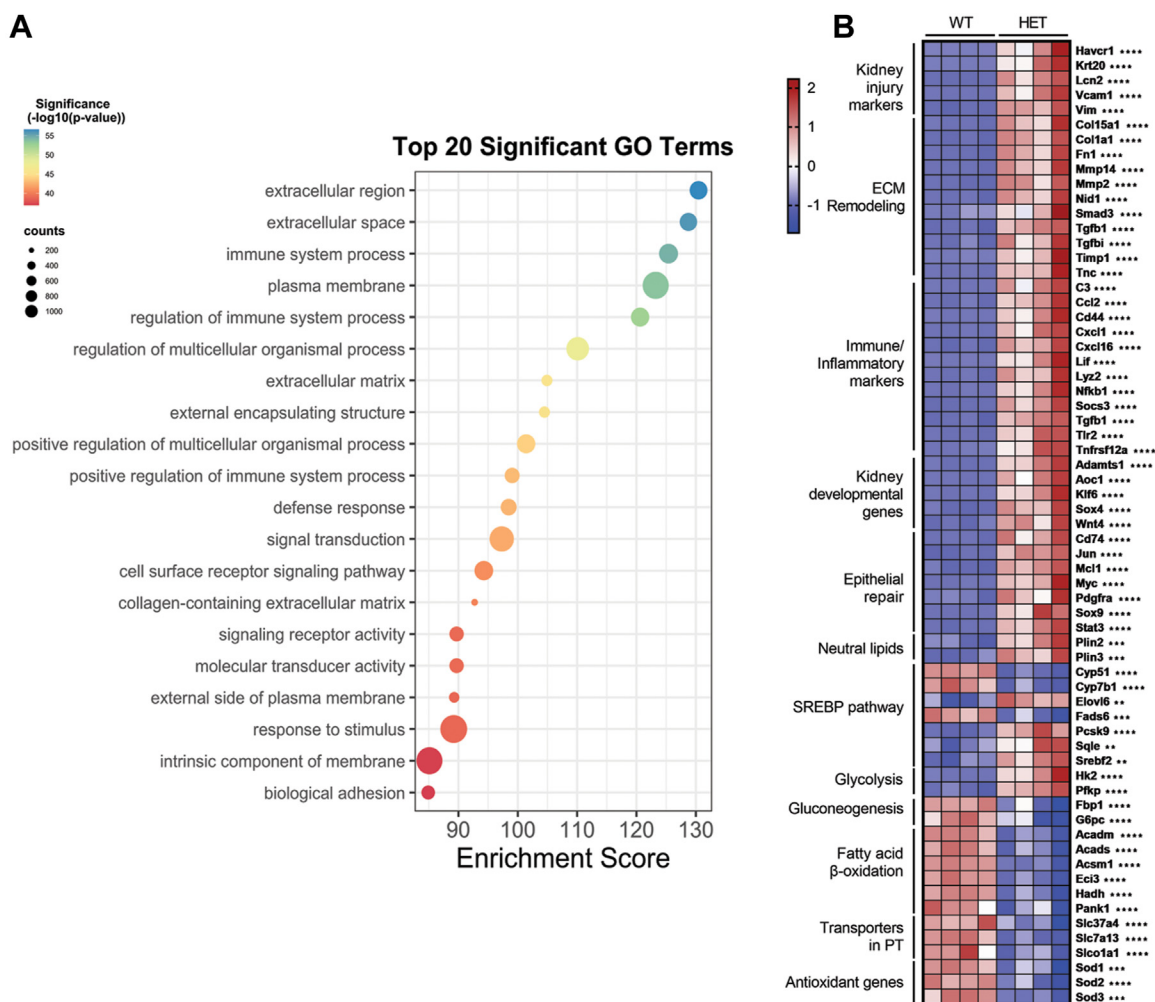 A
Significance
(-log10(p-value))
55
50
45
40
counts
200
400
600
800
1000
Top 20 Significant GO Terms
extracellular region
extracellular space
immune system process
plasma membrane
regulation of immune system process
regulation of multicellular organismal process
extracellular matrix
external encapsulating structure
positive regulation of multicellular organismal process
positive regulation of immune system process
defense response
signal transduction
cell surface receptor signaling pathway
collagen-containing extracellular matrix
signaling receptor activity
molecular transducer activity
external side of plasma membrane
response to stimulus
intrinsic component of membrane
biological adhesion
90 100 110 120 130
Enrichment Score
B
WT HET
2
1
0
-1
Kidney
injury
markers
ECM
Remodeling
Immune/
Inflammatory
markers
Kidney
developmental
genes
Epithelial
repair
Neutral lipids
SREBP pathway
Glycolysis
Gluconeogenesis
Fatty acid
β-oxidation
Transporters
in PT
Antioxidant genes
Havcr1 ****
Krt20 ****
Lcn2 ****
Vcam1 ****
Vim ****
Col15a1 ****
Col1a1 ****
Fn1 ****
Mmp14 ****
Mmp2 ****
Nid1 ****
Smad3 ****
Tgfb1 ****
Tgfbi ****
Timp1 ****
Tnc ****
C3 ****
Ccl2 ****
Cd44 ****
Cxcl1 ****
Cxcl16 ****
Lif ****
Lyz2 ****
Nfkb1 ****
Socs3 ****
Tgfb1 ****
Tlr2 ****
Tnfrsf12a ****
Adamts1 ****
Aoc1 ****
Klf6 ****
Sox4 ****
Wnt4 ****
Cd74 ****
Jun ****
Mcl1 ****
Myc ****
Pdgfra ****
Sox9 ****
Stat3 ****
Plin2 ***
Plin3 ***
Cyp51 ****
Cyp7b1 ****
Elovl6 **
Fads6 ***
Pcsk9 ****
Sqle **
Srebf2 **
Hk2 ****
Pfkp ****
Fbp1 ****
G6pc ****
Acadm ****
Acads ****
Acsm1 ****
Eci3 ****
Hadh ****
Pank1 ****
Slc37a4 ****
Slc7a13 ****
Slco1a1 ****
Sod1 ***
Sod2 ****
Sod3 ***